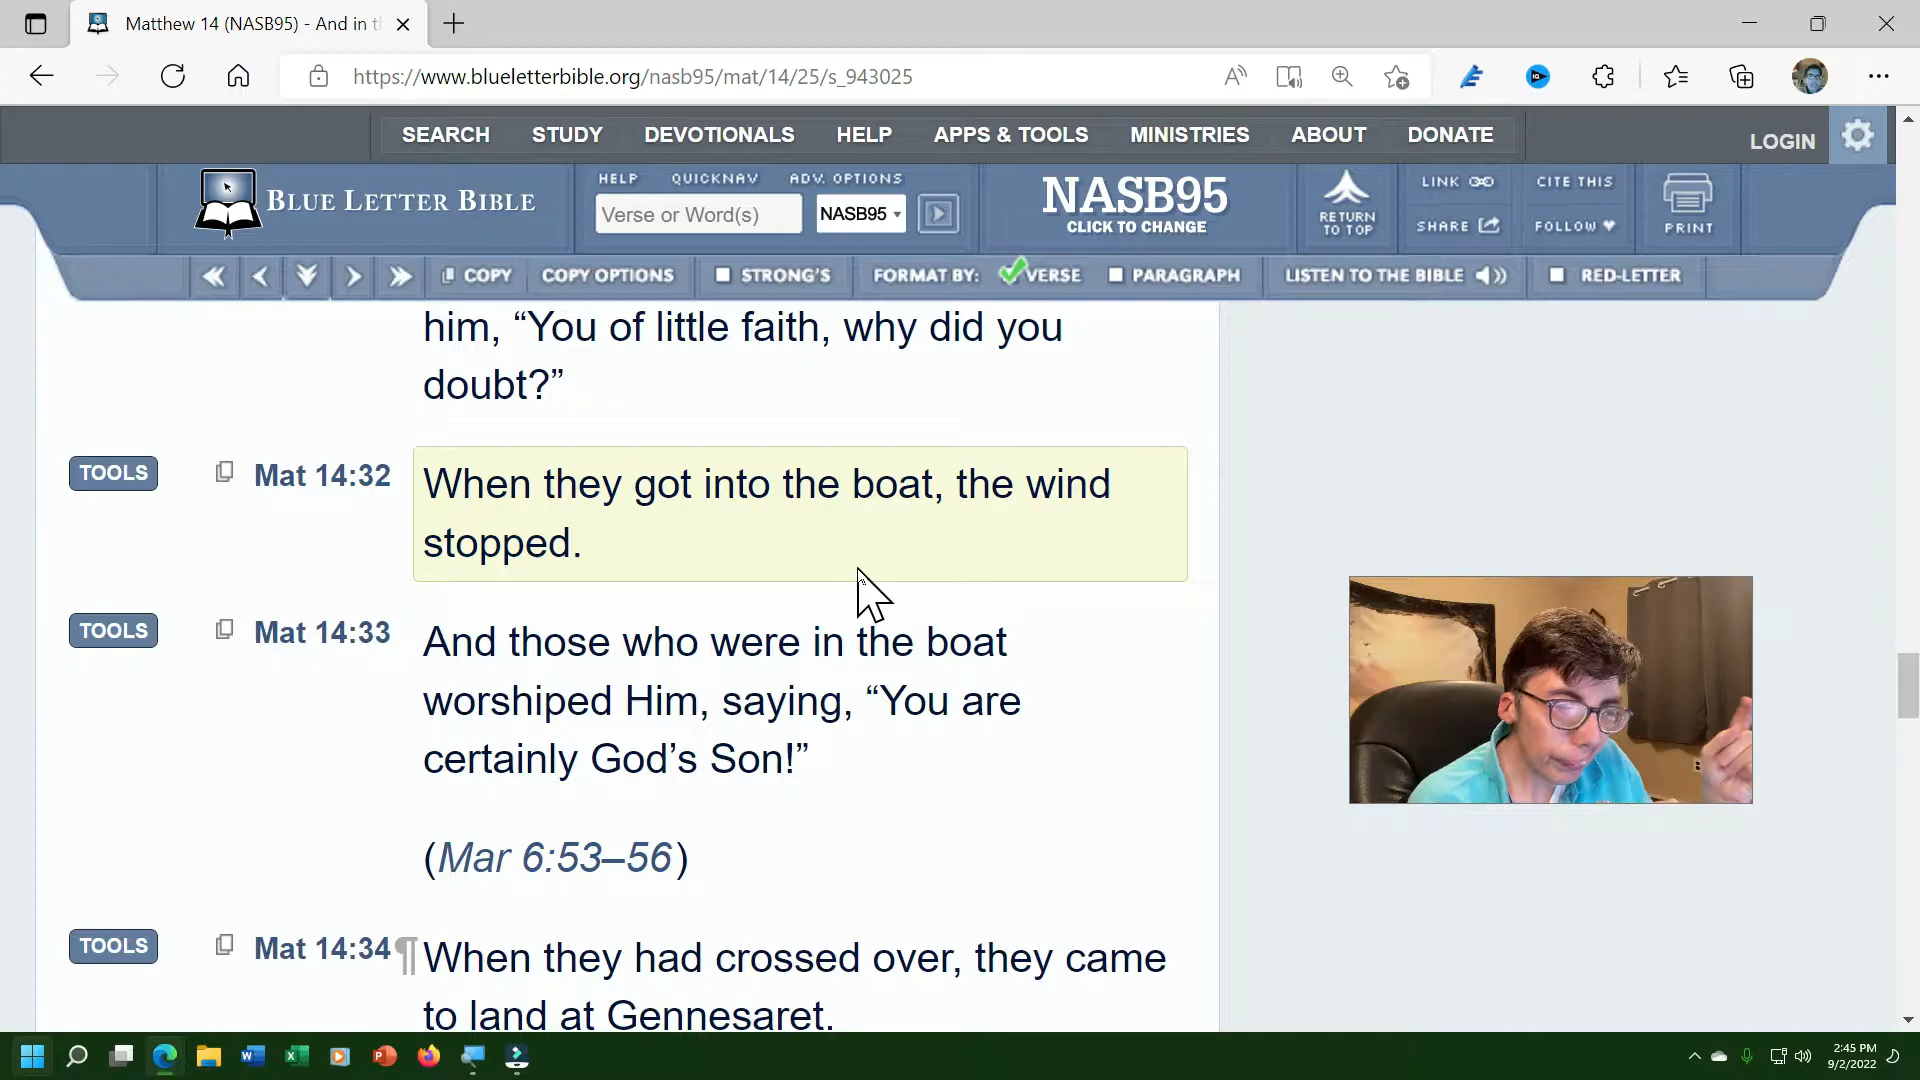 Matthew 14 (NASB95) - And in t
https://www.blueletterbible.org/nasb95/mat/14/25/s_943025
SEARCH STUDY DEVOTIONALS HELP APPS & TOOLS MINISTRIES ABOUT DONATE LOGIN
BLUE LETTER BIBLE
HELP QUICKNAV ADV. OPTIONS
Verse or Word(s) NASB95
NASB95
CLICK TO CHANGE
RETURN
TO TOP
LINK CITE THIS
SHARE FOLLOW
PRINT
COPY COPY OPTIONS STRONG'S FORMAT BY: VERSE PARAGRAPH LISTEN TO THE BIBLE RED-LETTER
him, “You of little faith, why did you
doubt?”
TOOLS Mat 14:32 When they got into the boat, the wind
stopped.
TOOLS Mat 14:33 And those who were in the boat
worshiped Him, saying, “You are
certainly God’s Son!”
(Mar 6:53–56)
TOOLS Mat 14:34 ¶ When they had crossed over, they came
to land at Gennesaret.
2:45 PM
9/2/2022